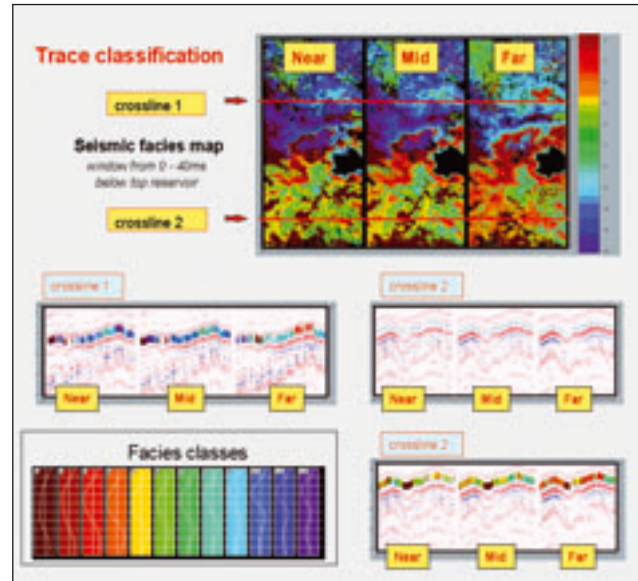 Trace classification
Near Mid Far
crossline 1
Seismic facies map
window from 0 - 40ms
below top reservoir
crossline 2
crossline 1
crossline 2
Near Mid Far
Near Mid Far
Facies classes
crossline 2
Near Mid Far